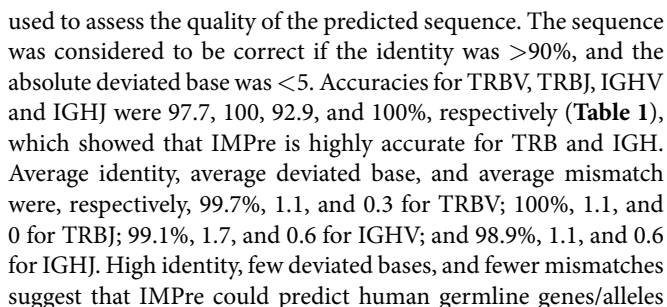 used to assess the quality of the predicted sequence. The sequence
was considered to be correct if the identity was >90%, and the
absolute deviated base was <5. Accuracies for TRBV, TRBJ, IGHV
and IGHJ were 97.7, 100, 92.9, and 100%, respectively (Table 1),
which showed that IMPre is highly accurate for TRB and IGH.
Average identity, average deviated base, and average mismatch
were, respectively, 99.7%, 1.1, and 0.3 for TRBV; 100%, 1.1, and
0 for TRBJ; 99.1%, 1.7, and 0.6 for IGHV; and 98.9%, 1.1, and 0.6
for IGHJ. High identity, few deviated bases, and fewer mismatches
suggest that IMPre could predict human germline genes/alleles